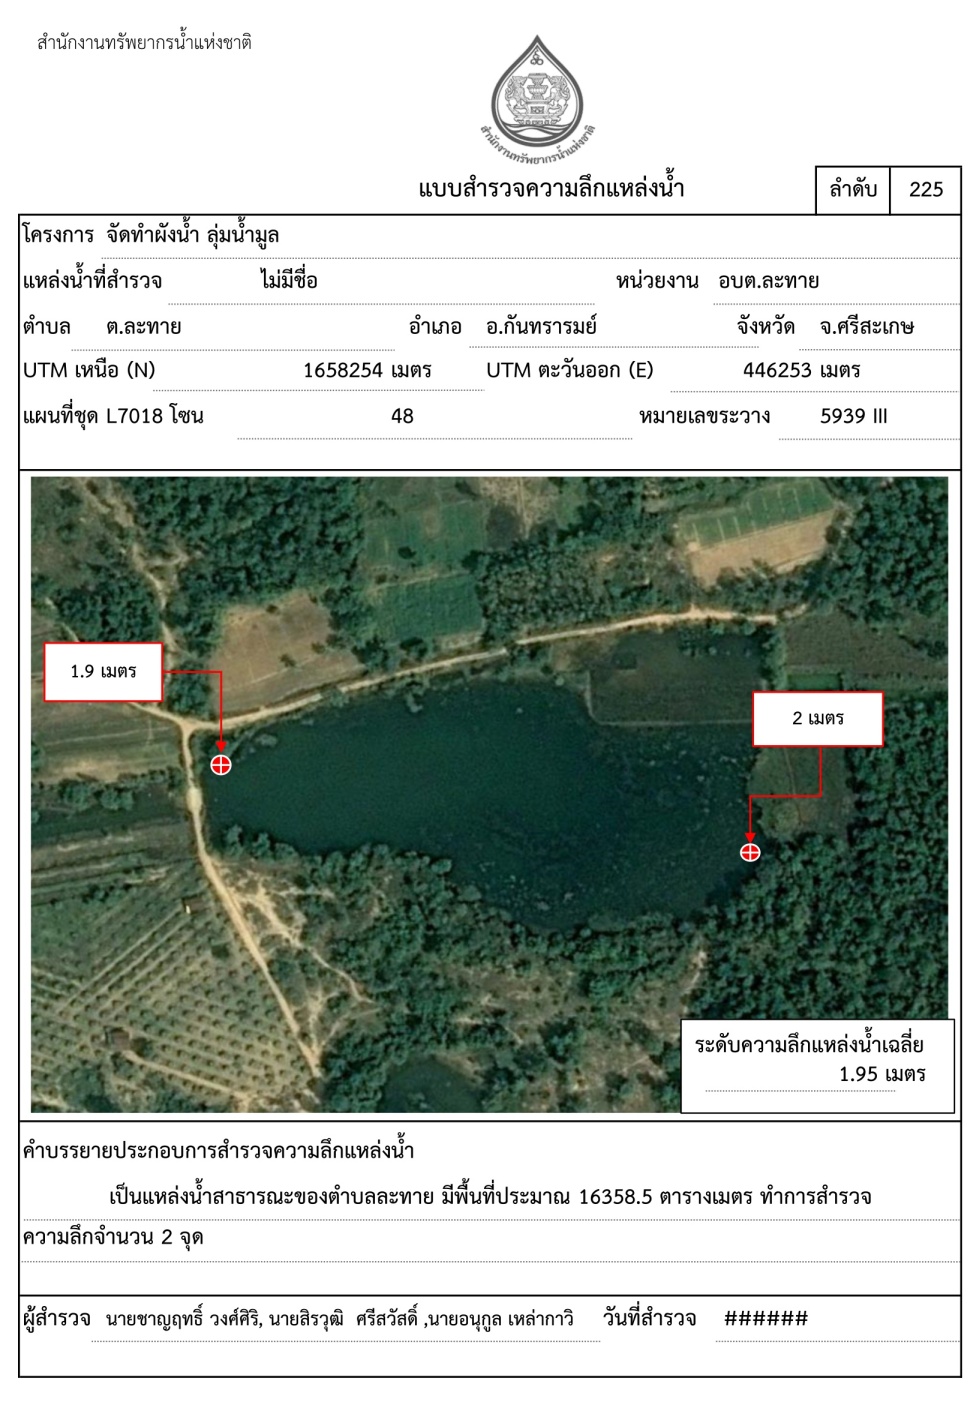 สำนักงานทรัพยากรน้ำแห่งชาติ
สำนักงานทรัพยากรน้ำแห่งชาติ
แบบสำรวจความลึกแหล่งน้ำ ลำดับ 225
โครงการ จัดทำผังน้ำ ลุ่มน้ำมูล
แหล่งน้ำที่สำรวจ ไม่มีชื่อ หน่วยงาน อบต.ละทาย
ตำบล ต.ละทาย อำเภอ อ.กันทรารมย์ จังหวัด จ.ศรีสะเกษ
UTM เหนือ (N) 1658254 เมตร UTM ตะวันออก (E) 446253 เมตร
แผนที่ชุด L7018 โซน 48 หมายเลขระวาง 5939 III
1.9 เมตร
2 เมตร
ระดับความลึกแหล่งน้ำเฉลี่ย
1.95 เมตร
คำบรรยายประกอบการสำรวจความลึกแหล่งน้ำ
เป็นแหล่งน้ำสาธารณะของตำบลละทาย มีพื้นที่ประมาณ 16358.5 ตารางเมตร ทำการสำรวจ
ความลึกจำนวน 2 จุด
ผู้สำรวจ นายชาญฤทธิ์ วงศ์ศิริ, นายสิรวุฒิ ศรีสวัสดิ์ ,นายอนุกูล เหล่ากาวิ วันที่สำรวจ ######